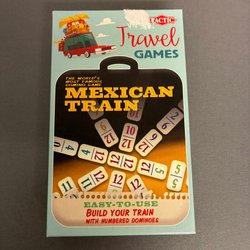 TACTIC
Travel
GAMES
THE WORLD'S
MOST FAMOUS
DOMINO GAME
MEXICAN
TRAIN
EASY-TO-USE
BUILD YOUR TRAIN
WITH NUMBERED DOMINOES